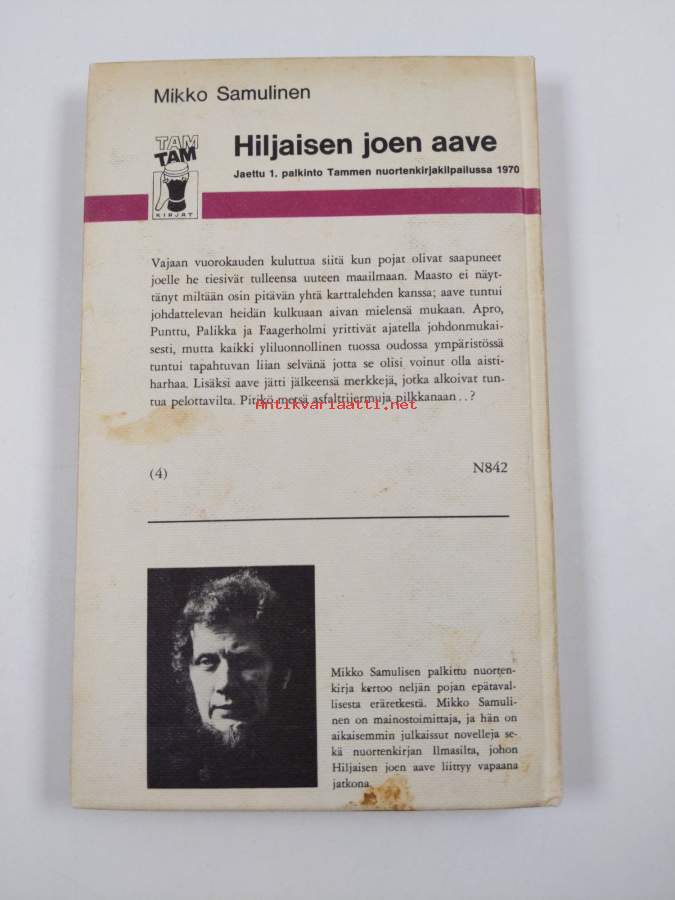 Mikko Samulinen
TAM
TAM
KIRJAT
Hiljaisen joen aave
Jaettu 1. palkinto Tammen nuortenkirjakilpailussa 1970
Vajaan vuorokauden kuluttua siitä kun pojat olivat saapuneet
joelle he tiesivät tulleensa uuteen maailmaan. Maasto ei näyt-
tänyt miltään osin pitävän yhtä karttalehden kanssa; aave tuntui
johdattelevan heidän kulkuaan aivan mielensä mukaan. Apro,
Punttu, Palikka ja Faagerholmi yrittivät ajatella johdonmukai-
sesti, mutta kaikki yliluonnollinen tuossa oudossa ympäristössä
tuntui tapahtuvan liian selvänä jotta se olisi voinut olla aisti-
harhaa. Lisäksi aave jätti jälkeensä merkkejä, jotka alkoivat tun-
tua pelottavilta. Pitikö metsä asfalttijermuja pilkkanaan..?
Antikvariaatti.net
(4)
N842
Mikko Samulisen palkittu nuorten-
kirja kertoo neljän pojan epätaval-
lisesta eräretkestä. Mikko Samuli-
nen on mainostoimittaja, ja hän on
aikaisemmin julkaissut novelleja se-
kä nuortenkirjan Ilmasilta, johon
Hiljaisen joen aave liittyy vapaana
jatkona.